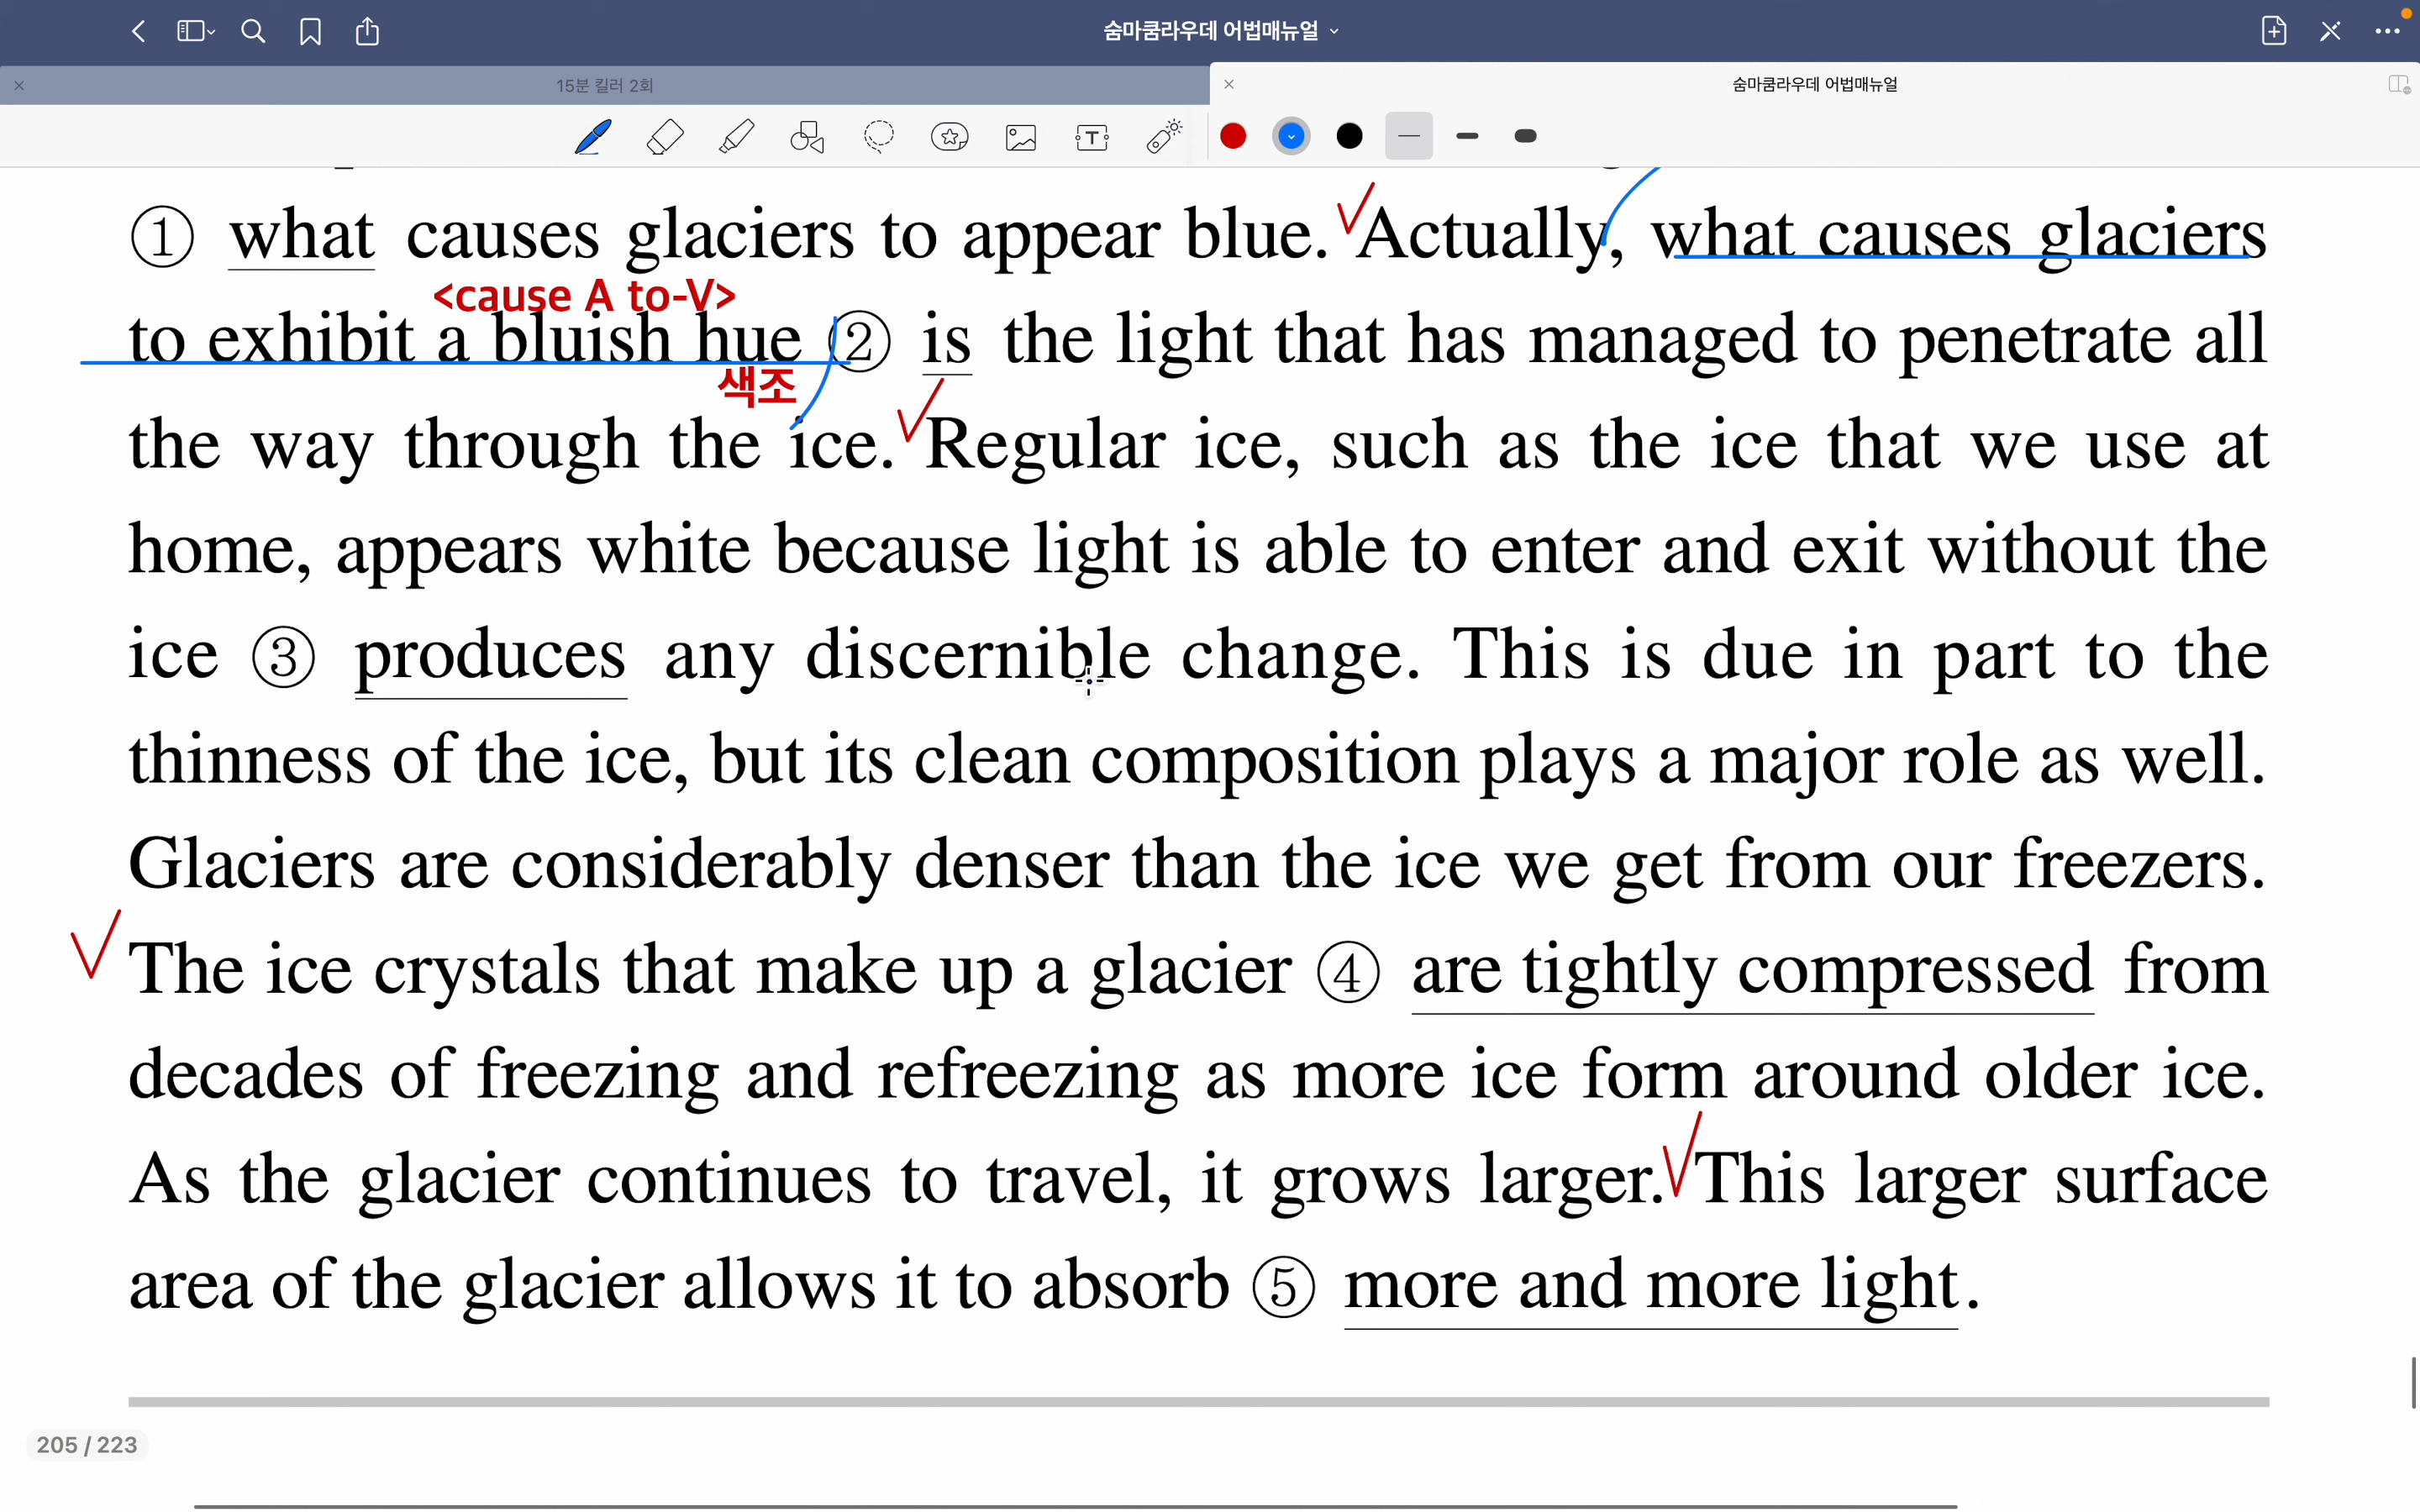 숨마쿰라우데 어법매뉴얼
15분 킬러 2회
숨마쿰라우데 어법매뉴얼
① what causes glaciers to appear blue. Actually, what causes glaciers
<cause A to-V>
to exhibit a bluish hue ② is the light that has managed to penetrate all
색조
the way through the ice. Regular ice, such as the ice that we use at
home, appears white because light is able to enter and exit without the
ice ③ produces any discernible change. This is due in part to the
thinness of the ice, but its clean composition plays a major role as well.
Glaciers are considerably denser than the ice we get from our freezers.
The ice crystals that make up a glacier ④ are tightly compressed from
decades of freezing and refreezing as more ice form around older ice.
As the glacier continues to travel, it grows larger. This larger surface
area of the glacier allows it to absorb ⑤ more and more light.
205 / 223